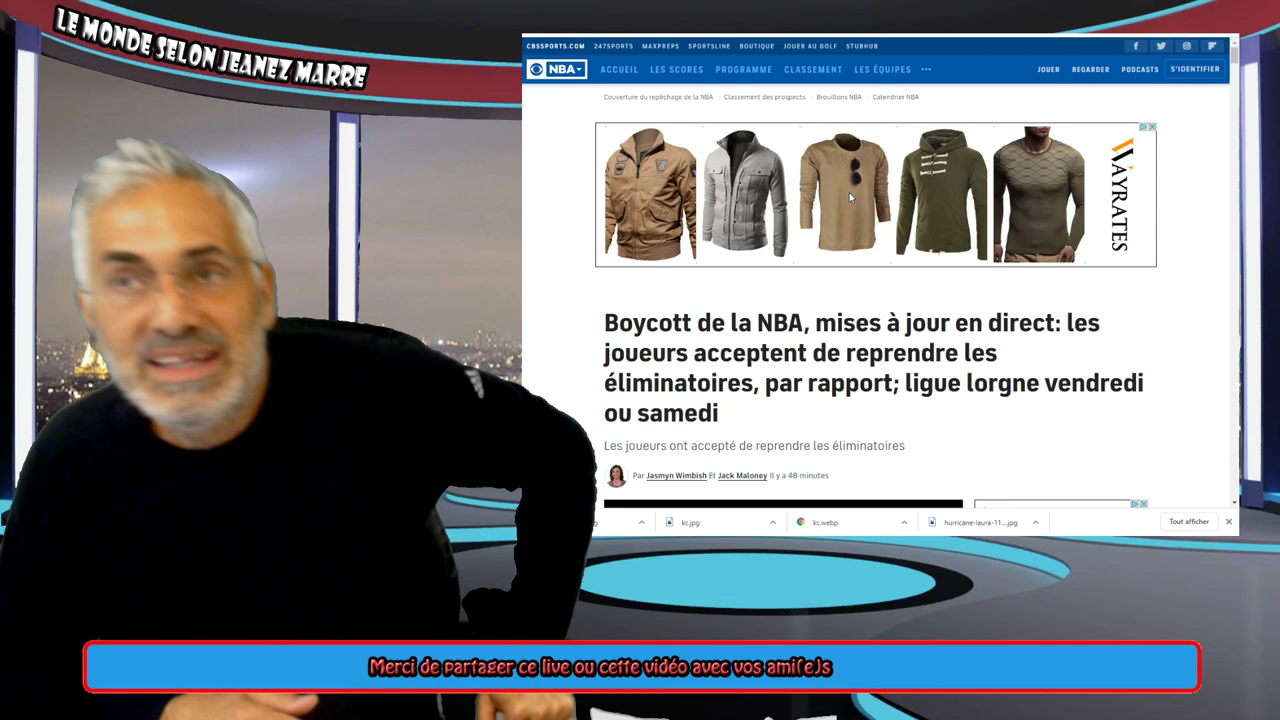 LE MONDE SELON JEANEZ MARRE
CBSSPORTS.COM 247SPORTS MAXPREPS SPORTSLINE BOUTIQUE JOUER AU GOLF STUBHUB
NBA ACCUEIL LES SCORES PROGRAMME CLASSEMENT LES ÉQUIPES ••• JOUER REGARDER PODCASTS S'IDENTIFIER
Couverture du repêchage de la NBA Classement des prospects Brouillons NBA Calendrier NBA
WAYRATES
Boycott de la NBA, mises à jour en direct: les
joueurs acceptent de reprendre les
éliminatoires, par rapport; ligue lorgne vendredi
ou samedi
Les joueurs ont accepté de reprendre les éliminatoires
Par Jasmyn Wimbish Et Jack Maloney Il y a 48 minutes
kc.jpg kc.webp hurricane-laura-11....jpg Tout afficher
Merci de partager ce live ou cette vidéo avec vos ami(e)s